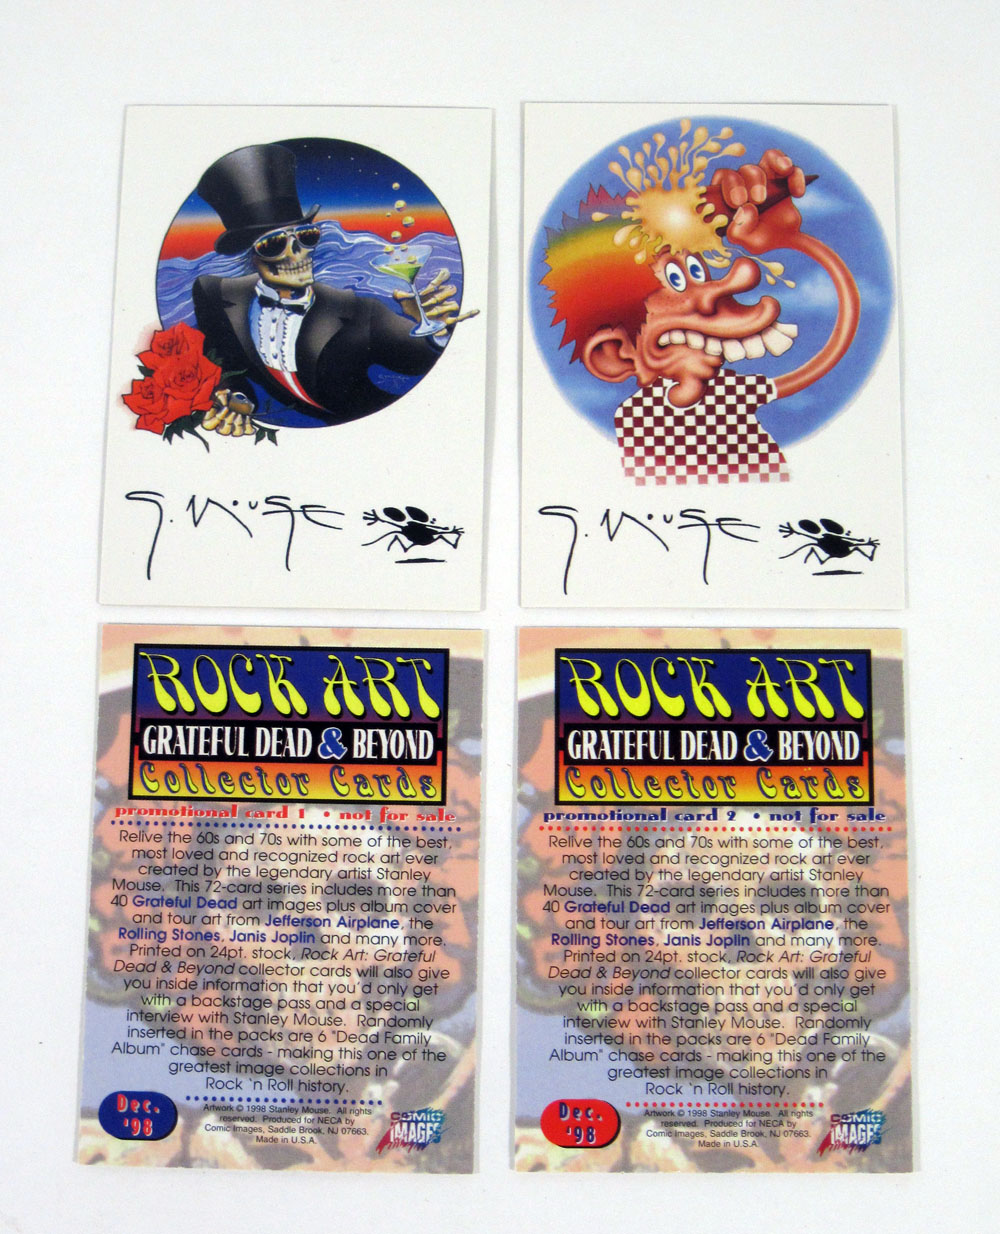 S. MOUSE
S. MOUSE
ROCK ART
GRATEFUL DEAD & BEYOND
Collector Cards
promotional card 1 • not for sale
Relive the 60s and 70s with some of the best,
most loved and recognized rock art ever
created by the legendary artist Stanley
Mouse. This 72-card series includes more than
40 Grateful Dead art images plus album cover
and tour art from Jefferson Airplane, the
Rolling Stones, Janis Joplin and many more.
Printed on 24pt. stock, Rock Art: Grateful
Dead & Beyond collector cards will also give
you inside information that you'd only get
with a backstage pass and a special
interview with Stanley Mouse. Randomly
inserted in the packs are 6 "Dead Family
Album" chase cards - making this one of the
greatest image collections in
Rock 'n Roll history.
Dec.
'98
Artwork © 1998 Stanley Mouse. All rights
reserved. Produced for NECA by
Comic Images, Saddle Brook, NJ 07663.
Made in U.S.A.
COMIC
IMAGES
ROCK ART
GRATEFUL DEAD & BEYOND
Collector Cards
promotional card 2 • not for sale
Relive the 60s and 70s with some of the best,
most loved and recognized rock art ever
created by the legendary artist Stanley
Mouse. This 72-card series includes more than
40 Grateful Dead art images plus album cover
and tour art from Jefferson Airplane, the
Rolling Stones, Janis Joplin and many more.
Printed on 24pt. stock, Rock Art: Grateful
Dead & Beyond collector cards will also give
you inside information that you'd only get
with a backstage pass and a special
interview with Stanley Mouse. Randomly
inserted in the packs are 6 "Dead Family
Album" chase cards - making this one of the
greatest image collections in
Rock 'n Roll history.
Dec.
'98
Artwork © 1998 Stanley Mouse. All rights
reserved. Produced for NECA by
Comic Images, Saddle Brook, NJ 07663.
Made in U.S.A.
COMIC
IMAGES